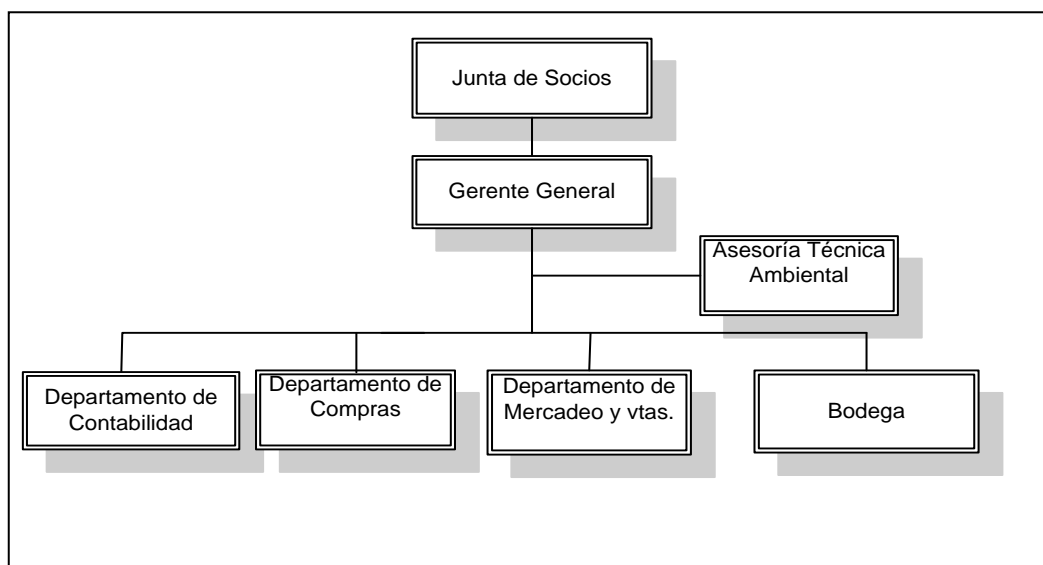 Junta de Socios
Gerente General
Asesoría Técnica
Ambiental
Departamento de
Contabilidad
Departamento de
Compras
Departamento de
Mercadeo y vtas.
Bodega